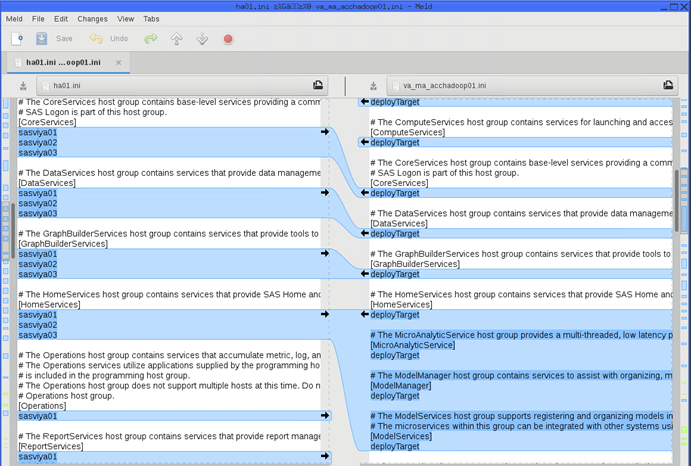 ha01.ini va_ma_acchadoop01.ini - Meld
Meld File Edit Changes View Tabs
Save Undo
ha01.ini ...oop01.ini
ha01.ini
# The CoreServices host group contains base-level services providing a comm
# SAS Logon is part of this host group.
[CoreServices]
sasviya01
sasviya02
sasviya03
# The DataServices host group contains services that provide data manageme
[DataServices]
sasviya01
sasviya02
sasviya03
# The GraphBuilderServices host group contains services that provide tools to
[GraphBuilderServices]
sasviya01
sasviya02
sasviya03
# The HomeServices host group contains services that provide SAS Home and
[HomeServices]
sasviya01
sasviya02
sasviya03
# The Operations host group contains services that accumulate metric, log, an
# The Operations services utilize applications supplied by the programming ho
# is included in the programming host group.
# The Operations host group does not support multiple hosts at this time. Do n
# Operations host group.
[Operations]
sasviya01
# The ReportServices host group contains services that provide report manage
[ReportServices]
sasviya01
va_ma_acchadoop01.ini
deployTarget
# The ComputeServices host group contains services for launching and acces
[ComputeServices]
deployTarget
# The CoreServices host group contains base-level services providing a comm
# SAS Logon is part of this host group.
[CoreServices]
deployTarget
# The DataServices host group contains services that provide data manageme
[DataServices]
deployTarget
# The GraphBuilderServices host group contains services that provide tools to
[GraphBuilderServices]
deployTarget
# The HomeServices host group contains services that provide SAS Home and
[HomeServices]
deployTarget
# The MicroAnalyticService host group provides a multi-threaded, low latency p
[MicroAnalyticService]
deployTarget
# The ModelManager host group contains services to assist with organizing, m
[ModelManager]
deployTarget
# The ModelServices host group supports registering and organizing models in
# The microservices within this group can be integrated with other systems usi
[ModelServices]
deployTarget